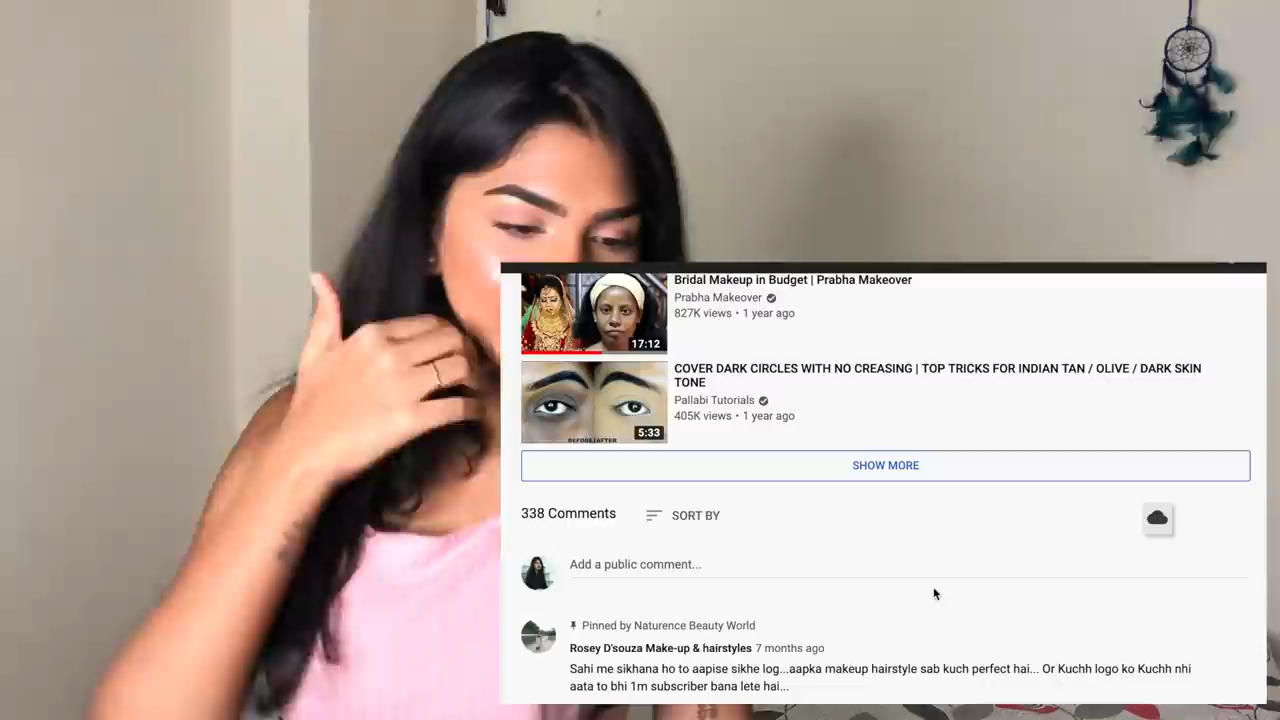 Bridal Makeup in Budget | Prabha Makeover
Prabha Makeover
827K views • 1 year ago
17:12
COVER DARK CIRCLES WITH NO CREASING | TOP TRICKS FOR INDIAN TAN / OLIVE / DARK SKIN
TONE
Pallabi Tutorials
405K views • 1 year ago
5:33
BEFORE|AFTER
SHOW MORE
338 Comments
SORT BY
Add a public comment...
Pinned by Naturence Beauty World
Rosey D'souza Make-up & hairstyles 7 months ago
Sahi me sikhana ho to aapise sikhe log...aapka makeup hairstyle sab kuch perfect hai... Or Kuchh logo ko Kuchh nhi
aata to bhi 1m subscriber bana lete hai...